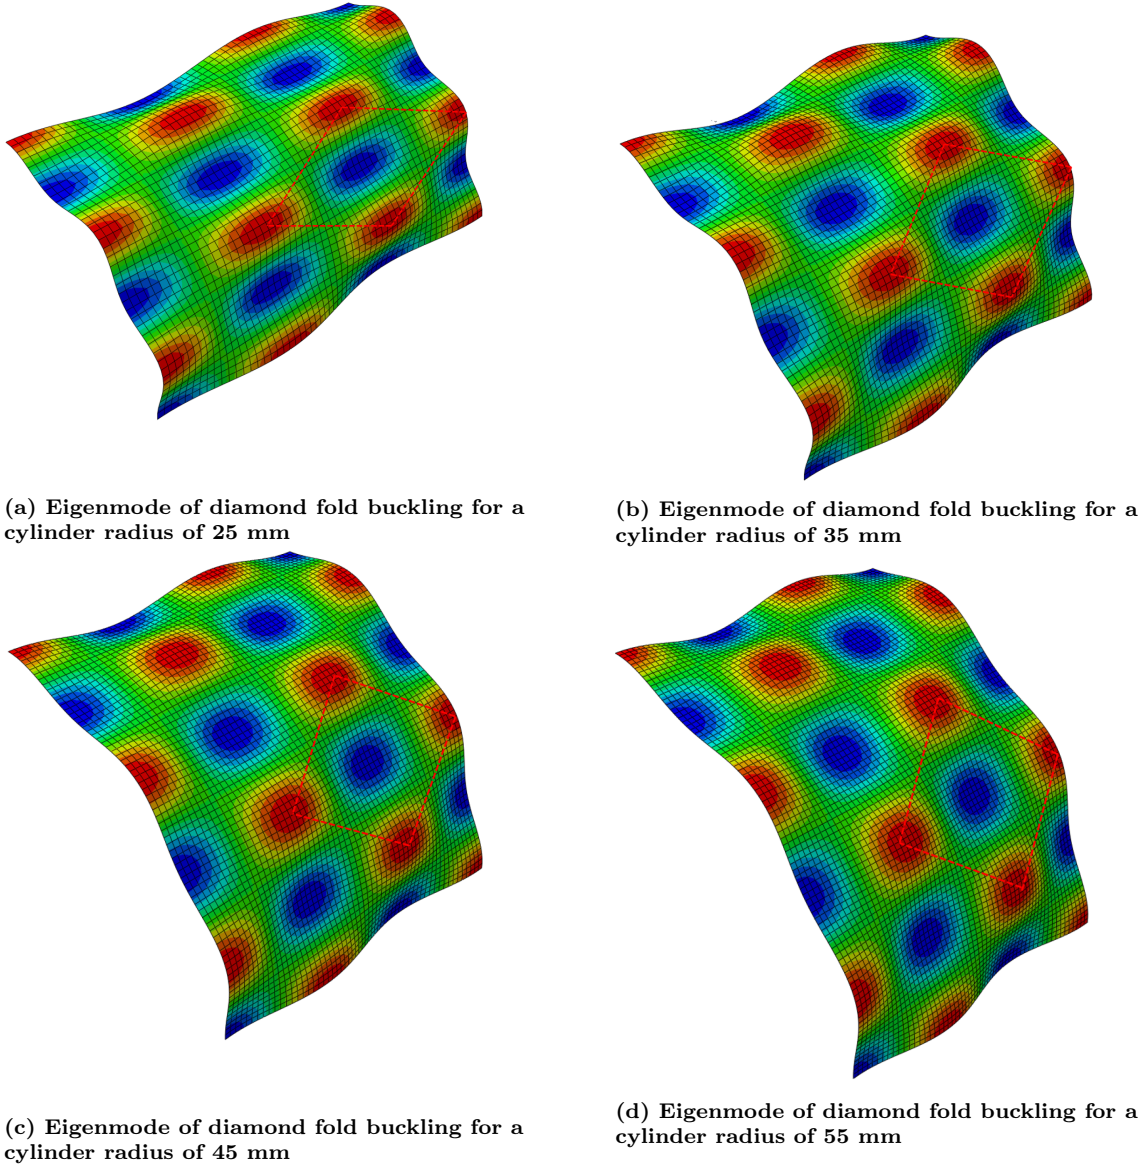 (a) Eigenmode of diamond fold buckling for a
cylinder radius of 25 mm
(b) Eigenmode of diamond fold buckling for a
cylinder radius of 35 mm
(c) Eigenmode of diamond fold buckling for a
cylinder radius of 45 mm
(d) Eigenmode of diamond fold buckling for a
cylinder radius of 55 mm